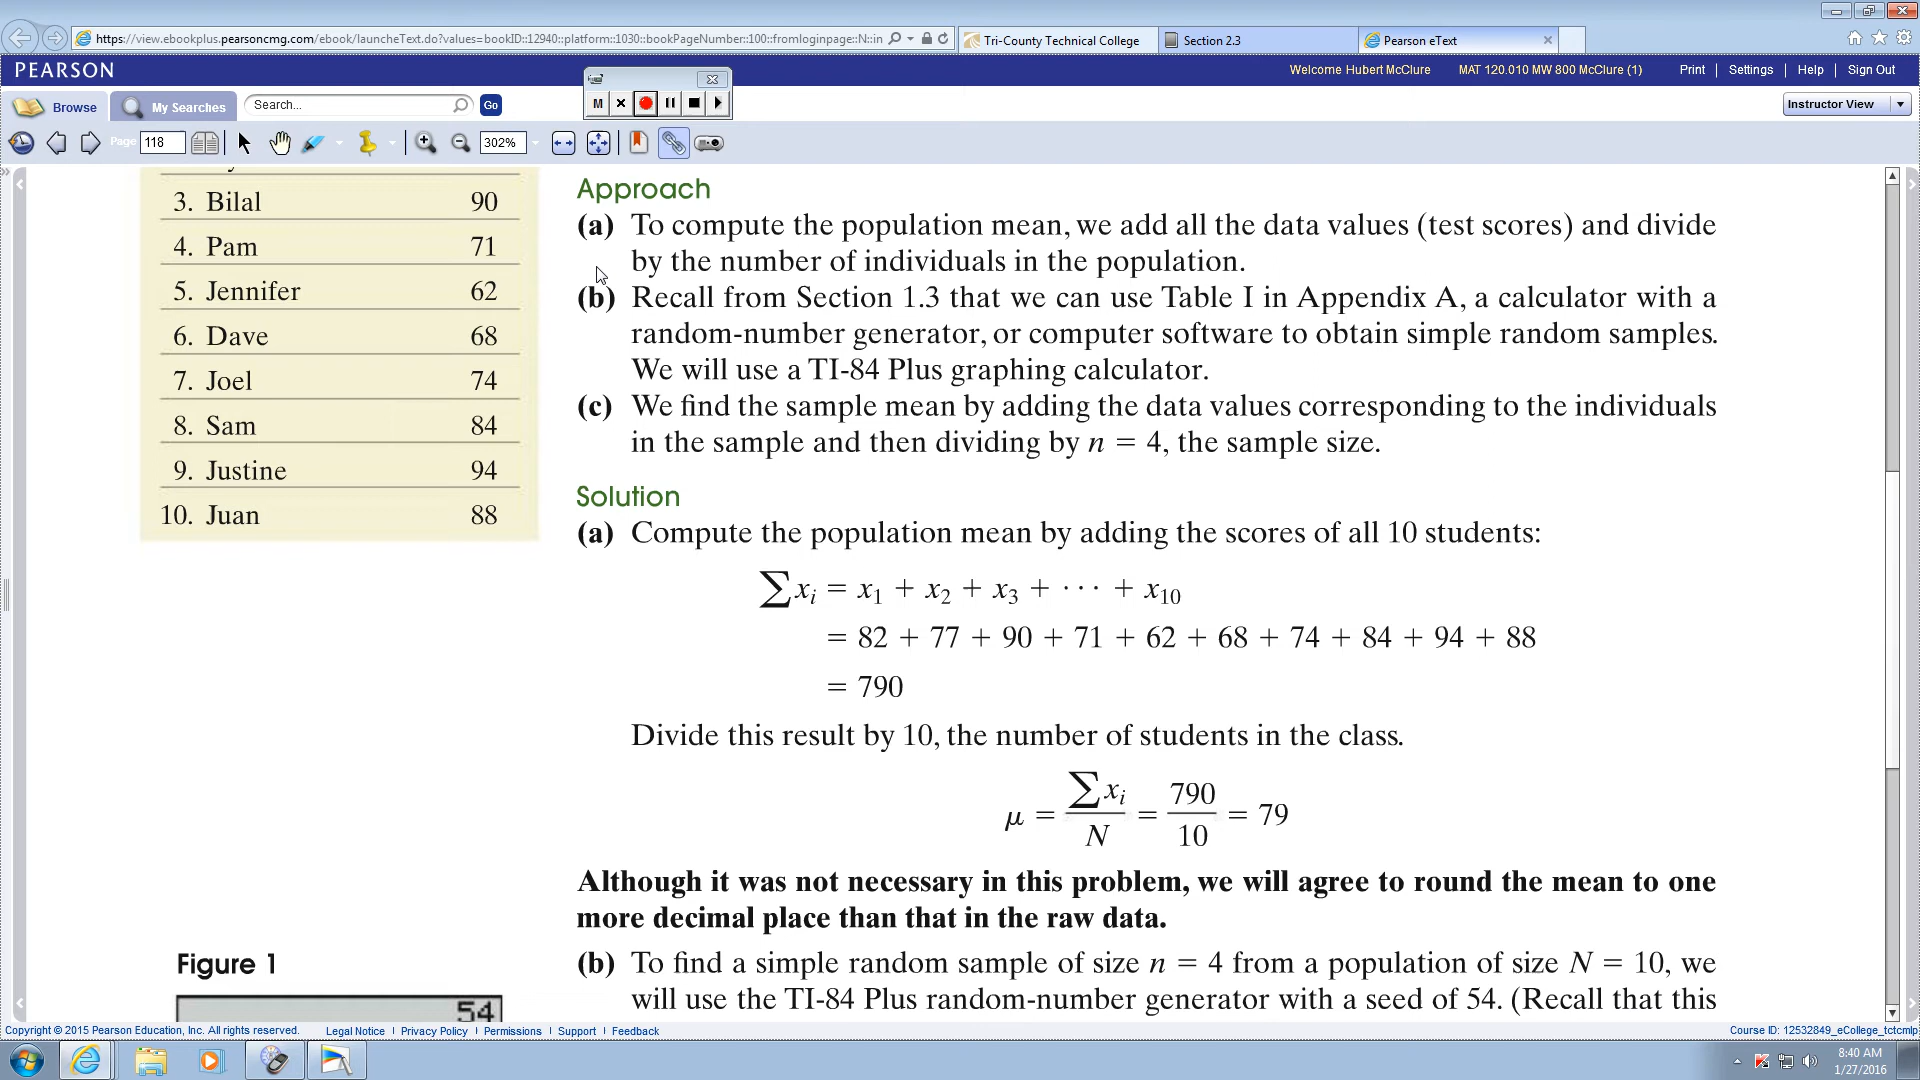 https://view.ebookplus.pearsoncmg.com/ebook/launcheText.do?values=bookID::12940::platform::1030::bookPageNumber::100::fromloginpage::N::in
Tri-County Technical College
Section 2.3
Pearson eText
PEARSON
Welcome Hubert McClure
MAT 120.010 MW 800 McClure (1)
Print | Settings | Help | Sign Out
Browse
My Searches
Search...
Go
M
Instructor View
Page 118
302%
3. Bilal 90
4. Pam 71
5. Jennifer 62
6. Dave 68
7. Joel 74
8. Sam 84
9. Justine 94
10. Juan 88
Approach
(a) To compute the population mean, we add all the data values (test scores) and divide
by the number of individuals in the population.
(b) Recall from Section 1.3 that we can use Table I in Appendix A, a calculator with a
random-number generator, or computer software to obtain simple random samples.
We will use a TI-84 Plus graphing calculator.
(c) We find the sample mean by adding the data values corresponding to the individuals
in the sample and then dividing by n = 4, the sample size.
Solution
(a) Compute the population mean by adding the scores of all 10 students:
∑xᵢ = x₁ + x₂ + x₃ + ⋯ + x₁₀
= 82 + 77 + 90 + 71 + 62 + 68 + 74 + 84 + 94 + 88
= 790
Divide this result by 10, the number of students in the class.
μ = ∑xᵢ / N = 790 / 10 = 79
Although it was not necessary in this problem, we will agree to round the mean to one
more decimal place than that in the raw data.
Figure 1
54
(b) To find a simple random sample of size n = 4 from a population of size N = 10, we
will use the TI-84 Plus random-number generator with a seed of 54. (Recall that this
Copyright © 2015 Pearson Education, Inc. All rights reserved.
Legal Notice | Privacy Policy | Permissions | Support | Feedback
Course ID: 12532849_eCollege_tctcmlp
8:40 AM
1/27/2016